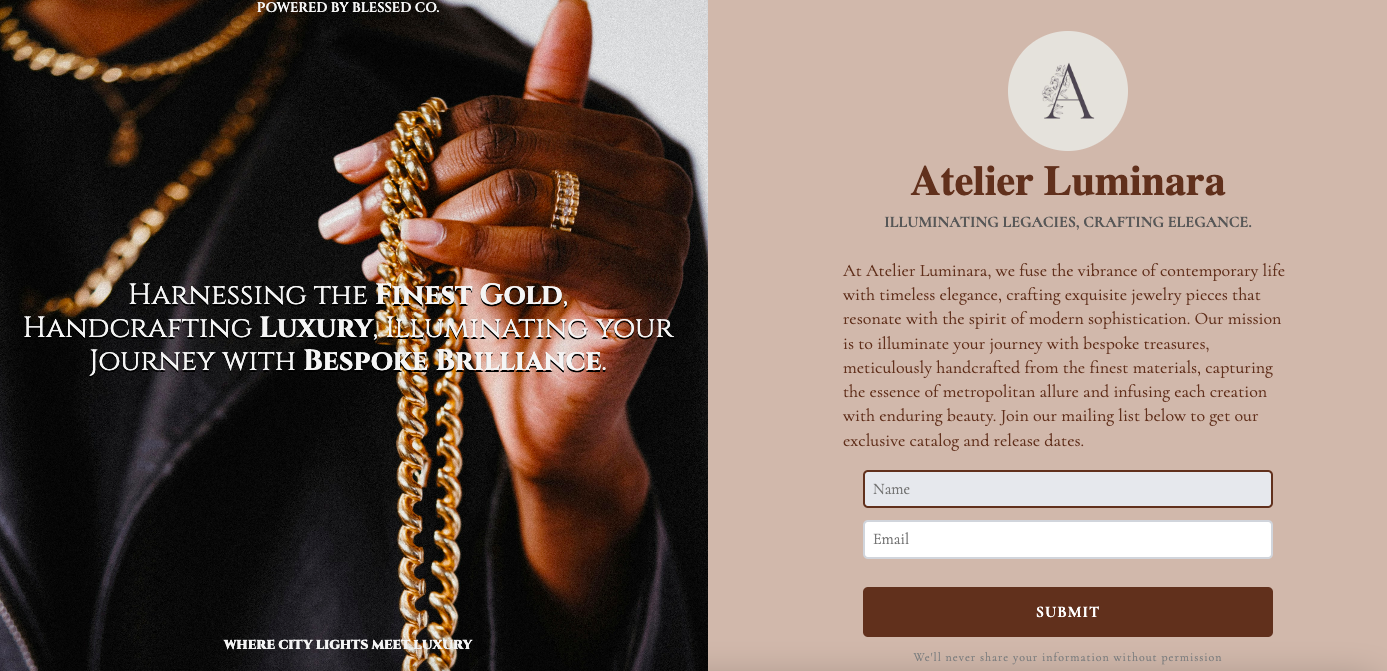 POWERED BY BLESSED CO.
HARNESSING THE FINEST GOLD,
HANDCRAFTING LUXURY, ILLUMINATING YOUR
JOURNEY WITH BESPOKE BRILLIANCE.
WHERE CITY LIGHTS MEET LUXURY
A
Atelier Luminara
ILLUMINATING LEGACIES, CRAFTING ELEGANCE.
At Atelier Luminara, we fuse the vibrance of contemporary life
with timeless elegance, crafting exquisite jewelry pieces that
resonate with the spirit of modern sophistication. Our mission
is to illuminate your journey with bespoke treasures,
meticulously handcrafted from the finest materials, capturing
the essence of metropolitan allure and infusing each creation
with enduring beauty. Join our mailing list below to get our
exclusive catalog and release dates.
Name
Email
SUBMIT
We'll never share your information without permission